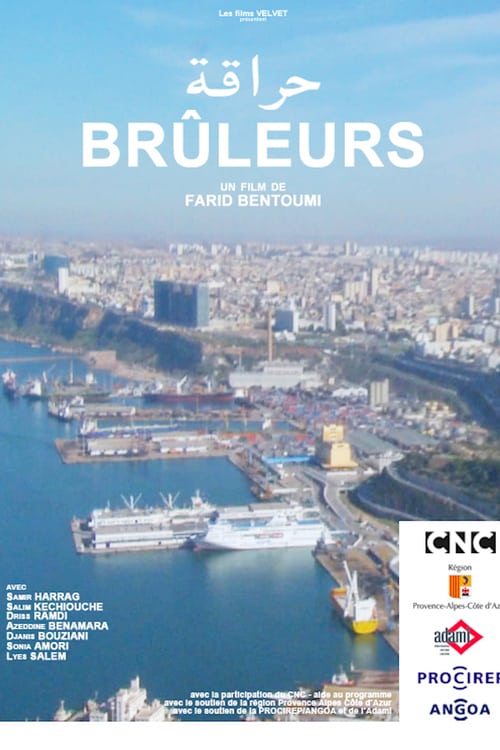 Les films VELVET
présentent
حراقة
BRÛLEURS
UN FILM DE
FARID BENTOUMI
AVEC
SAMIR HARRAG
SALIM KECHIOUCHE
DRISS RAMDI
AZEDDINE BENAMARA
DJANIS BOUZIANI
SONIA AMORI
LYES SALEM
CNC
Région
Provence-Alpes-Côte d'Az
adami
PROCIREP
ANGOA
avec la participation du CNC - aide au programme
avec le soutien de la région Provence Alpes Côte d'Azur
avec le soutien de la PROCIREP/ANGOA et de l'Adami